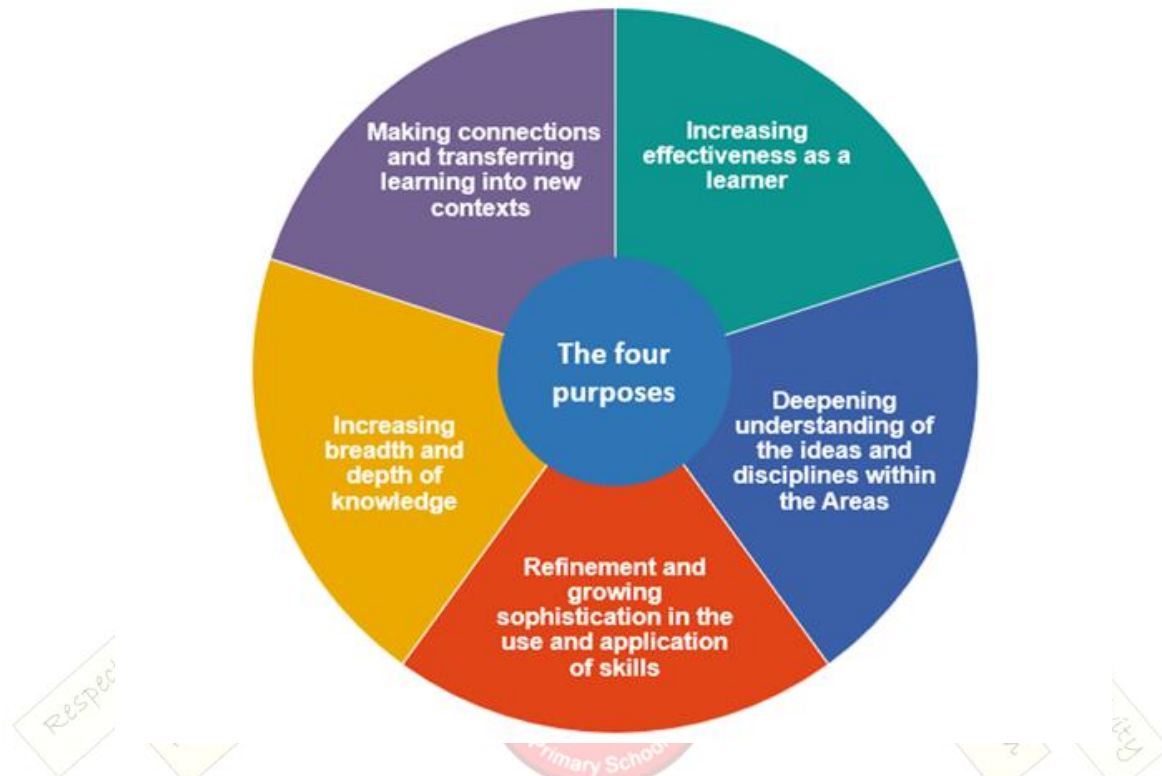 Making connections
and transferring
learning into new
contexts
Increasing
effectiveness as a
learner
The four
purposes
Increasing
breadth and
depth of
knowledge
Deepening
understanding of
the ideas and
disciplines within
the Areas
Refinement and
growing
sophistication in the
use and application
of skills
Primary School